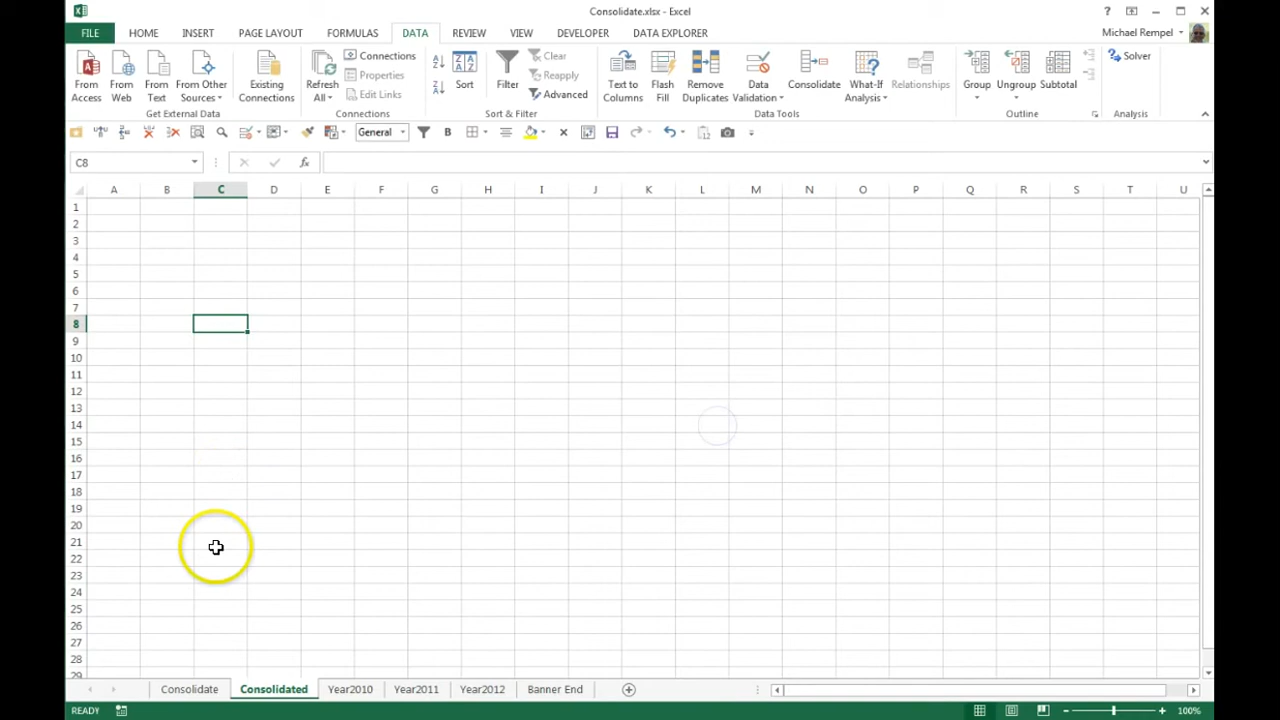 Consolidate.xlsx - Excel
?
FILE HOME INSERT PAGE LAYOUT FORMULAS DATA REVIEW VIEW DEVELOPER DATA EXPLORER Michael Rempel
From Access
From Web
From Text
From Other Sources
Get External Data
Existing Connections
Refresh All
Connections
Properties
Edit Links
Connections
Sort
Filter
Clear
Reapply
Advanced
Sort & Filter
Text to Columns
Flash Fill
Remove Duplicates
Data Validation
Consolidate
What-If Analysis
Relationships
Data Tools
Group
Ungroup
Subtotal
Outline
Solver
Analysis
General B
C8 fx
A B C D E F G H I J K L M N O P Q R S T U
1
2
3
4
5
6
7
8
9
10
11
12
13
14
15
16
17
18
19
20
21
22
23
24
25
26
27
28
29
Consolidate Consolidated Year2010 Year2011 Year2012 Banner End
READY 100%